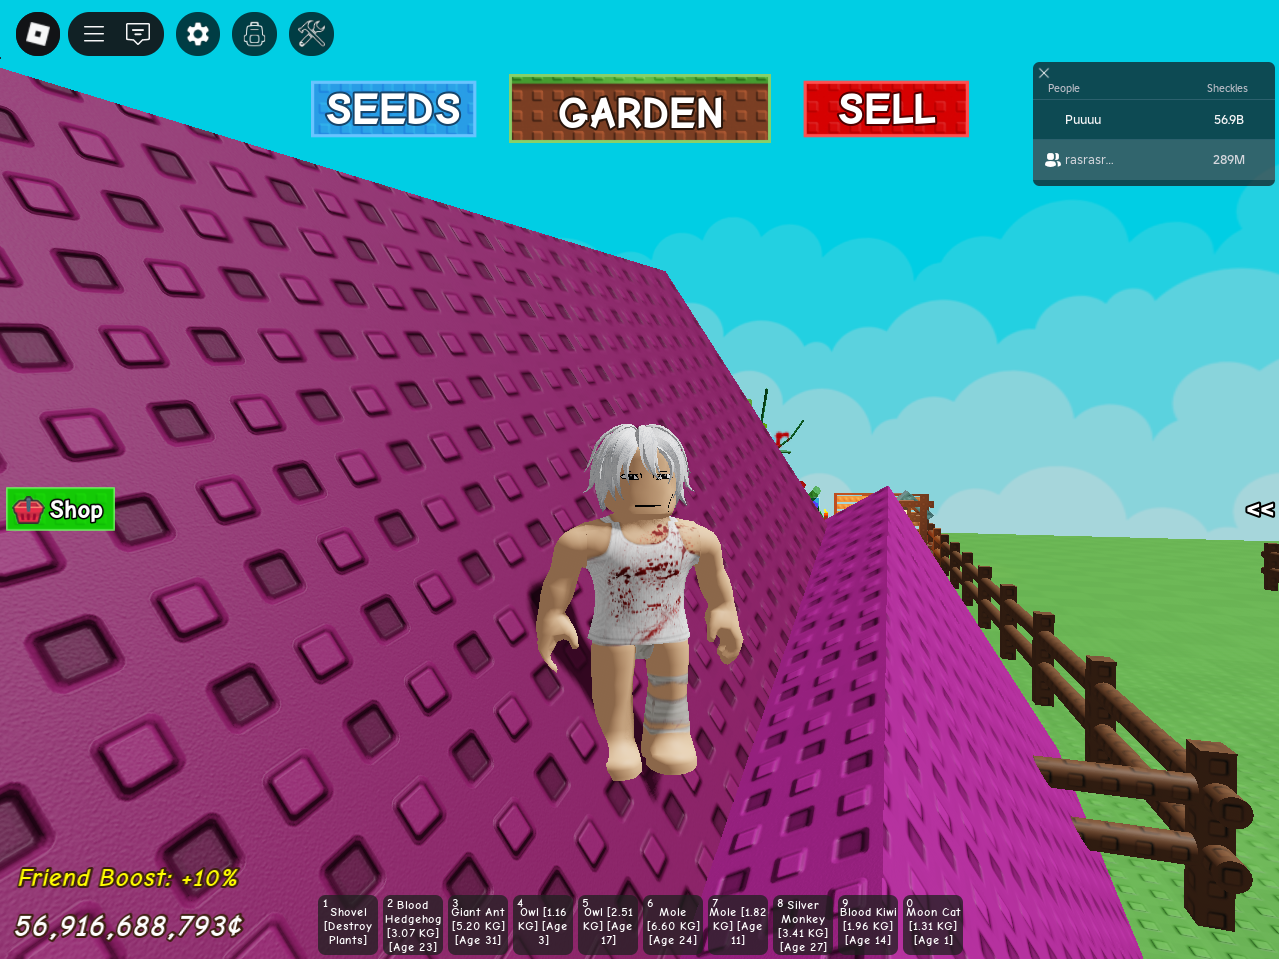 SEEDS
GARDEN
SELL
People Sheckles
Puuuu 56.9B
rasrasr... 289M
Shop
<<
Friend Boost: +10%
56,916,688,793¢
1 Shovel [Destroy Plants]
2 Blood Hedgehog [3.07 KG] [Age 23]
3 Giant Ant [5.20 KG] [Age 31]
4 Owl [1.16 KG] [Age 3]
5 Owl [2.51 KG] [Age 17]
6 Mole [6.60 KG] [Age 24]
7 Mole [1.82 KG] [Age 11]
8 Silver Monkey [3.41 KG] [Age 27]
9 Blood Kiwi [1.96 KG] [Age 14]
0 Moon Cat [1.31 KG] [Age 1]